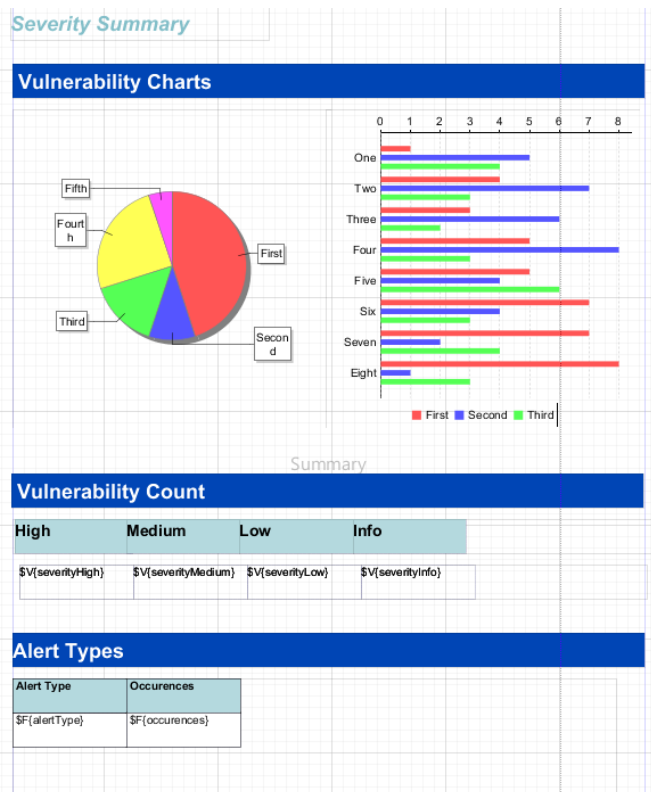 Severity Summary
Vulnerability Charts
0 1 2 3 4 5 6 7 8
One
Two
Three
Four
Five
Six
Seven
Eight
First Second Third
Fifth
Fourt
h
First
Third
Secon
d
Summary
Vulnerability Count
High Medium Low Info
$V{severityHigh} $V{severityMedium} $V{severityLow} $V{severityInfo}
Alert Types
Alert Type Occurences
$F{alertType} $F{occurences}